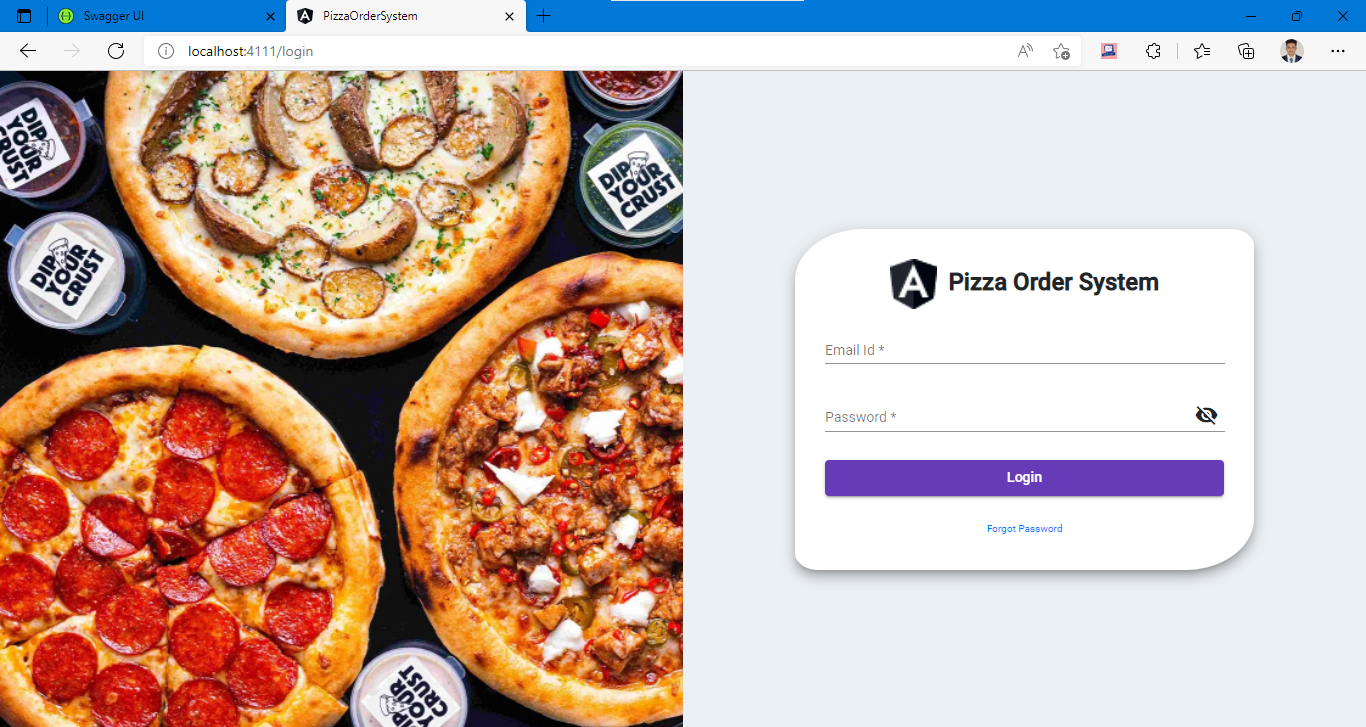 Swagger UI
PizzaOrderSystem
localhost:4111/login
DIP
YOUR
CRUST
DIP
YOUR
CRUST
DIP
YOUR
CRUST
DIP
YOUR
CRUST
Pizza Order System
Email Id *
Password *
Login
Forgot Password